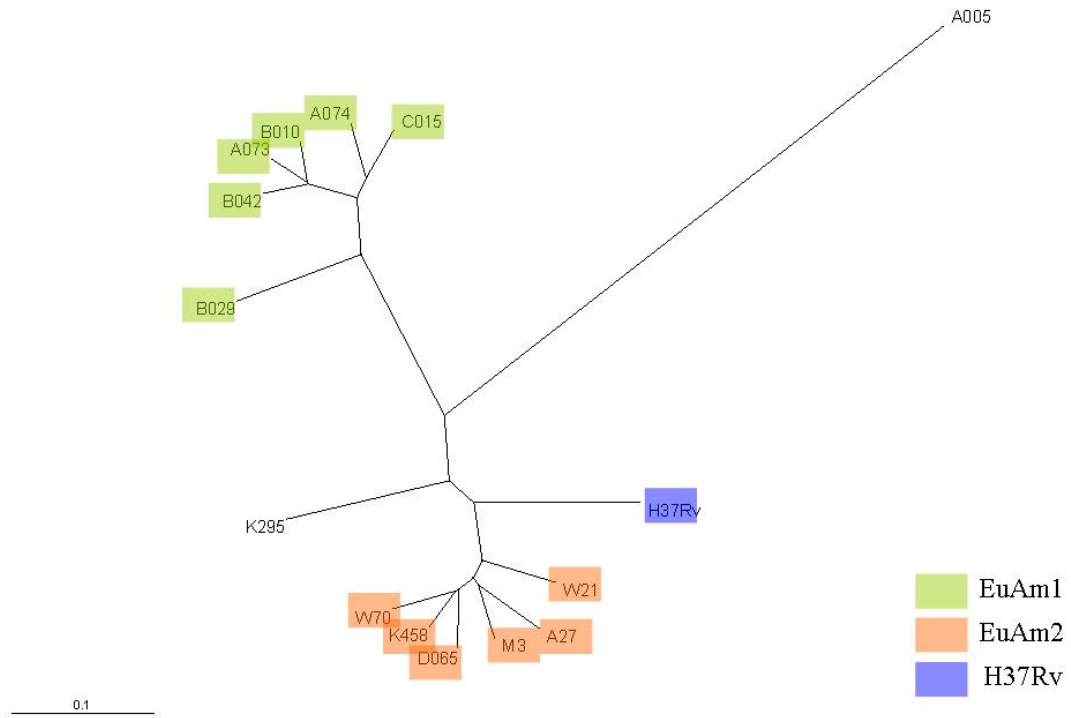 A005
A074
C015
B010
A073
B042
B029
H37Rv
K295
W21
W70
K458
A27
M3
D065
EuAm1
EuAm2
H37Rv
0.1